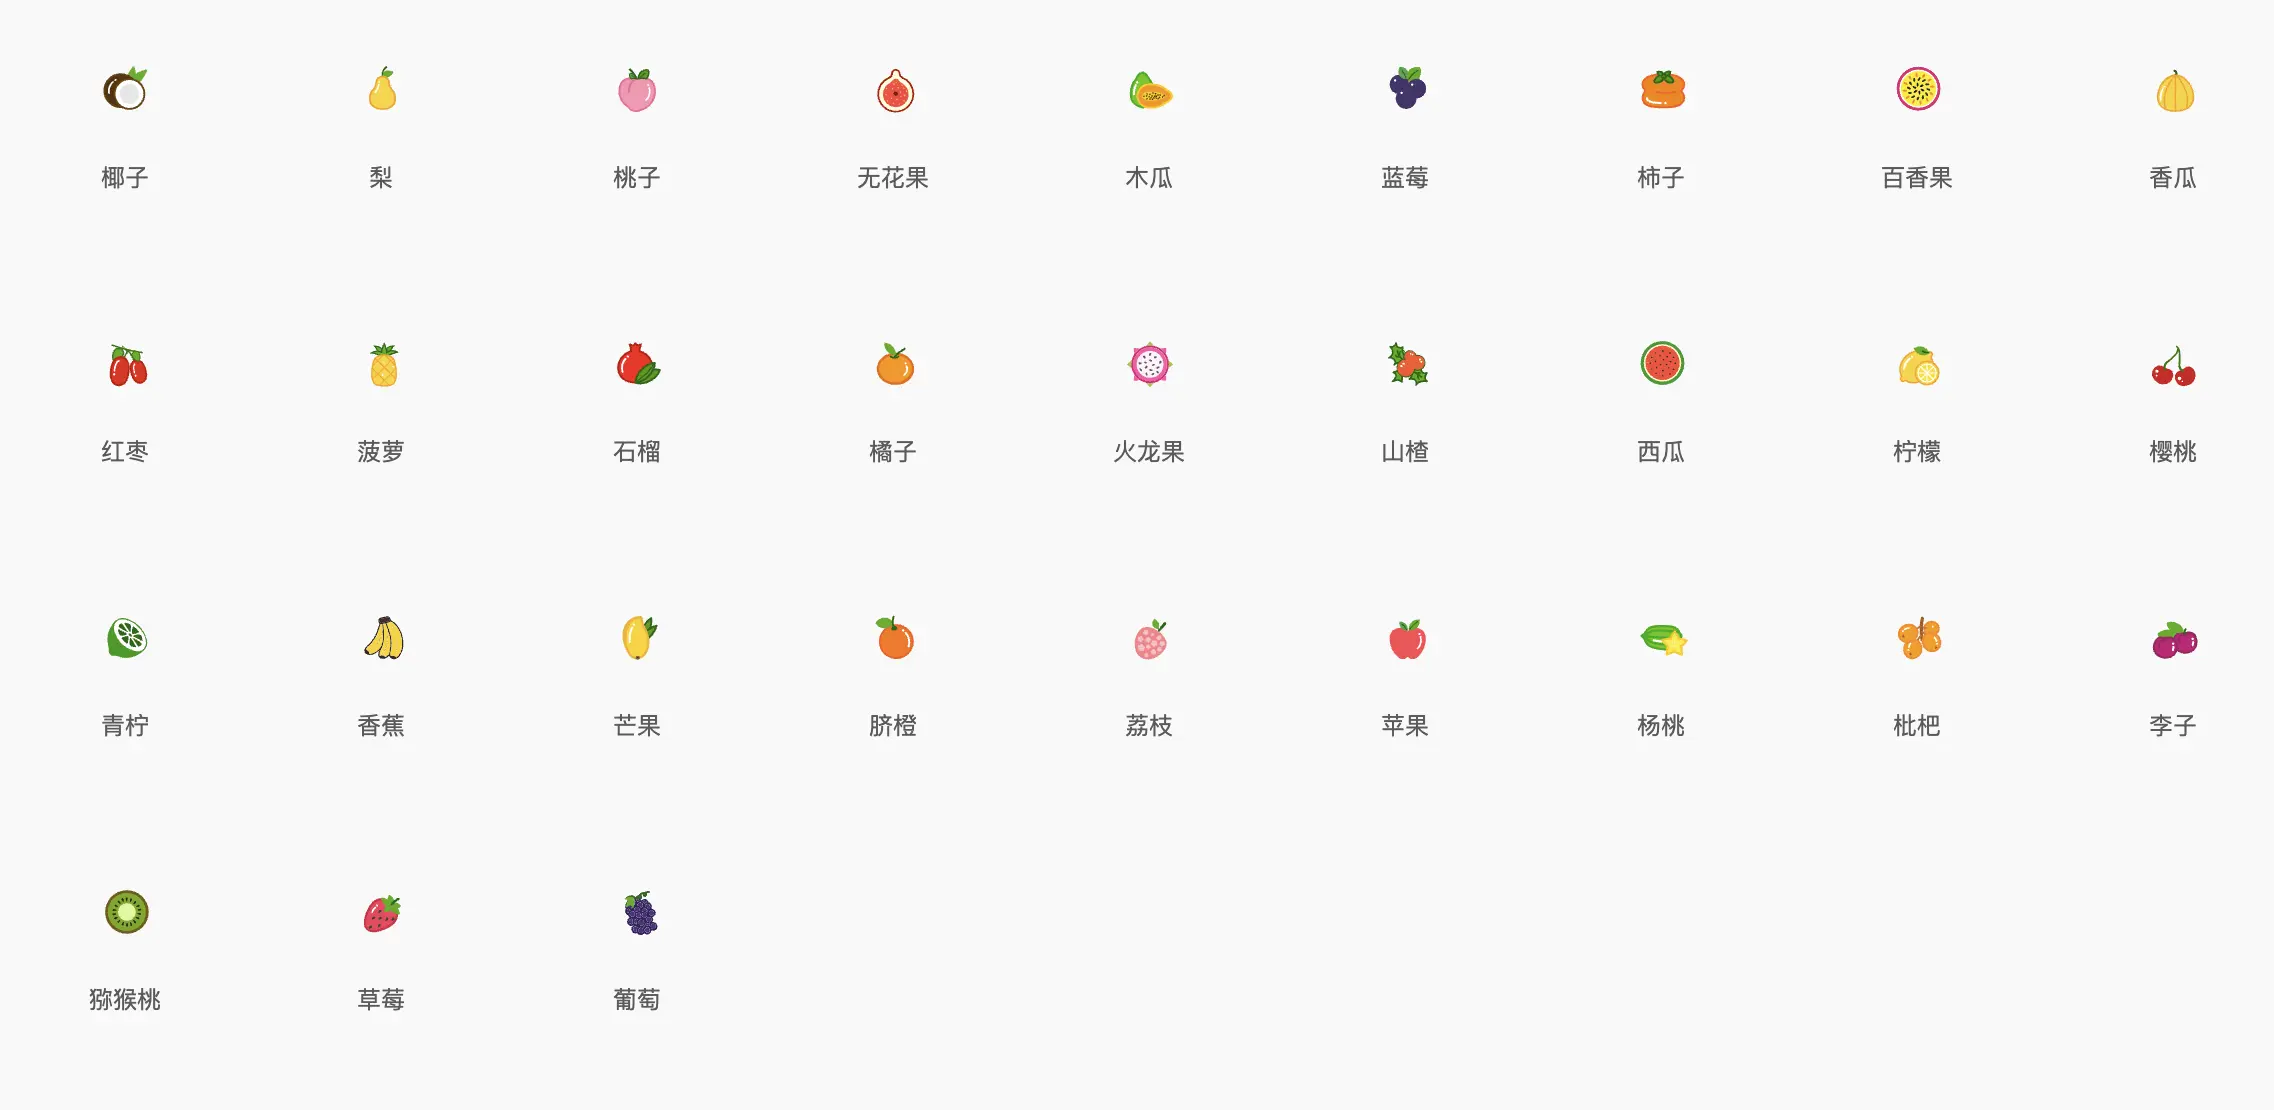 椰子 梨 桃子 无花果 木瓜 蓝莓 柿子 百香果 香瓜
红枣 菠萝 石榴 橘子 火龙果 山楂 西瓜 柠檬 樱桃
青柠 香蕉 芒果 脐橙 荔枝 苹果 杨桃 枇杷 李子
猕猴桃 草莓 葡萄